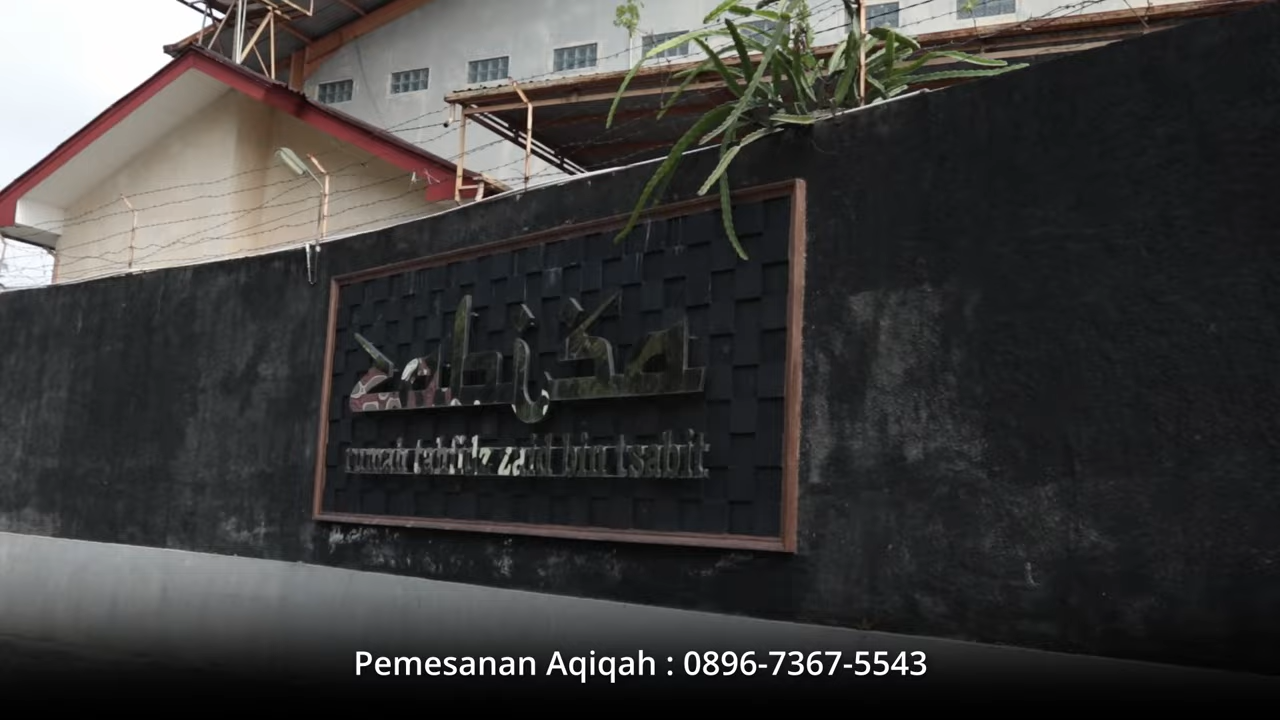 rumah tahfidz zaid bin tsabit
Pemesanan Aqiqah : 0896-7367-5543